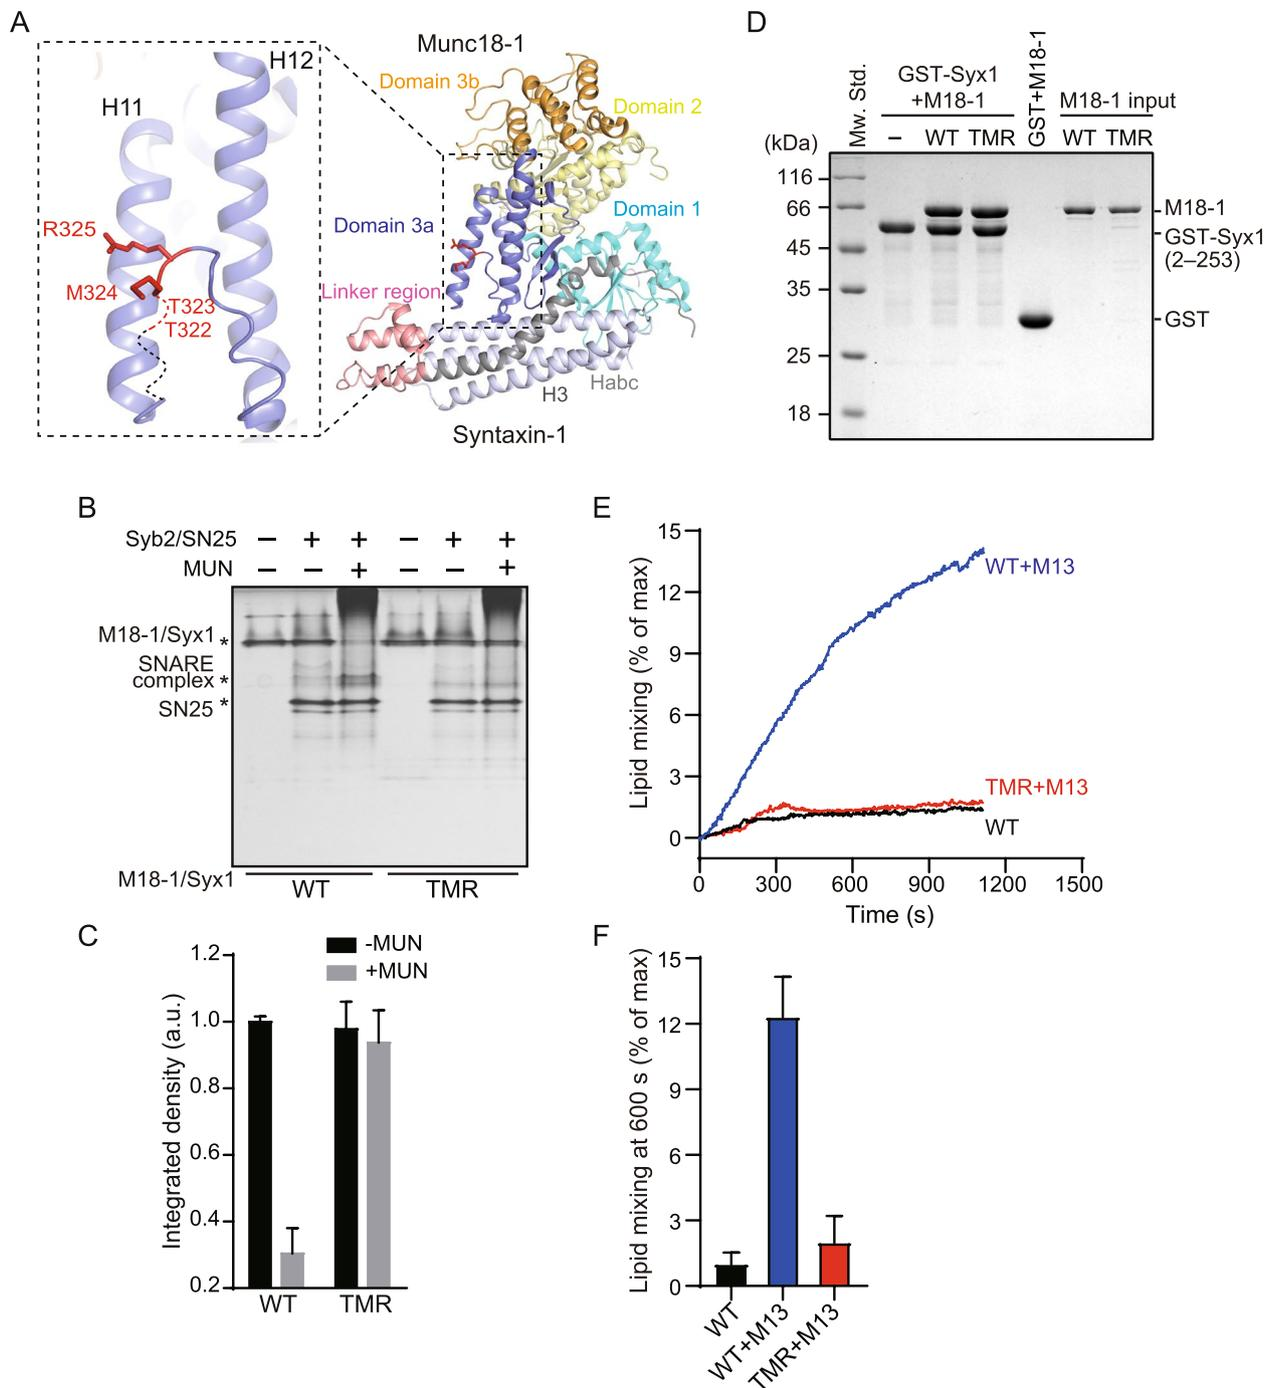 A
H12
H11
R325
M324
T323
T322
Munc18-1
Domain 3b
Domain 2
Domain 3a
Domain 1
Linker region
H3
Habc
Syntaxin-1
D
Mw. Std.
GST-Syx1
+M18-1
GST+M18-1
M18-1 input
(kDa)
– WT TMR WT TMR
116
66
45
35
25
18
M18-1
GST-Syx1
(2–253)
GST
B
Syb2/SN25 – + + – + +
MUN – – + – – +
M18-1/Syx1 *
SNARE
complex *
*
SN25
M18-1/Syx1
WT TMR
E
Lipid mixing (% of max)
15
12
9
6
3
0
WT+M13
TMR+M13
WT
0 300 600 900 1200 1500
Time (s)
C
-MUN
+MUN
Integrated density (a.u.)
1.2
1.0
0.8
0.6
0.4
0.2
WT TMR
F
Lipid mixing at 600 s (% of max)
15
12
9
6
3
0
WT
WT+M13
TMR+M13